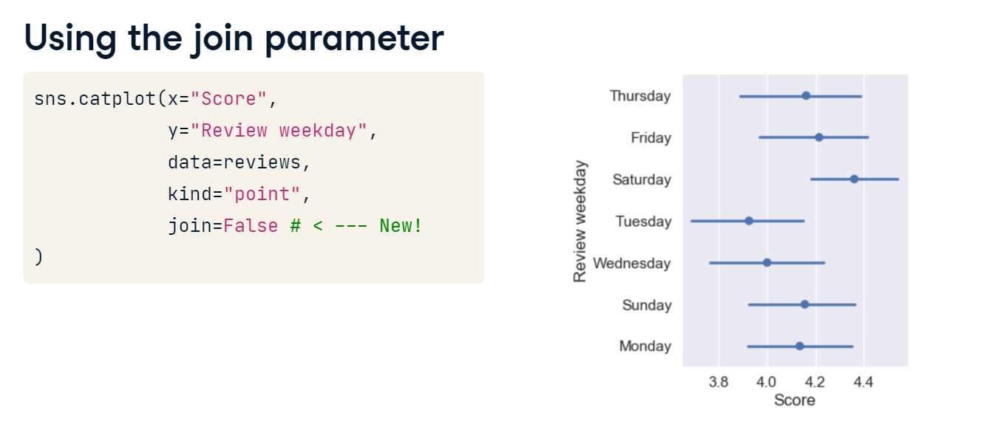 Using the join parameter
sns.catplot(x="Score",
y="Review weekday",
data=reviews,
kind="point",
join=False # < --- New!
)
Review weekday
Thursday
Friday
Saturday
Tuesday
Wednesday
Sunday
Monday
3.8 4.0 4.2 4.4
Score